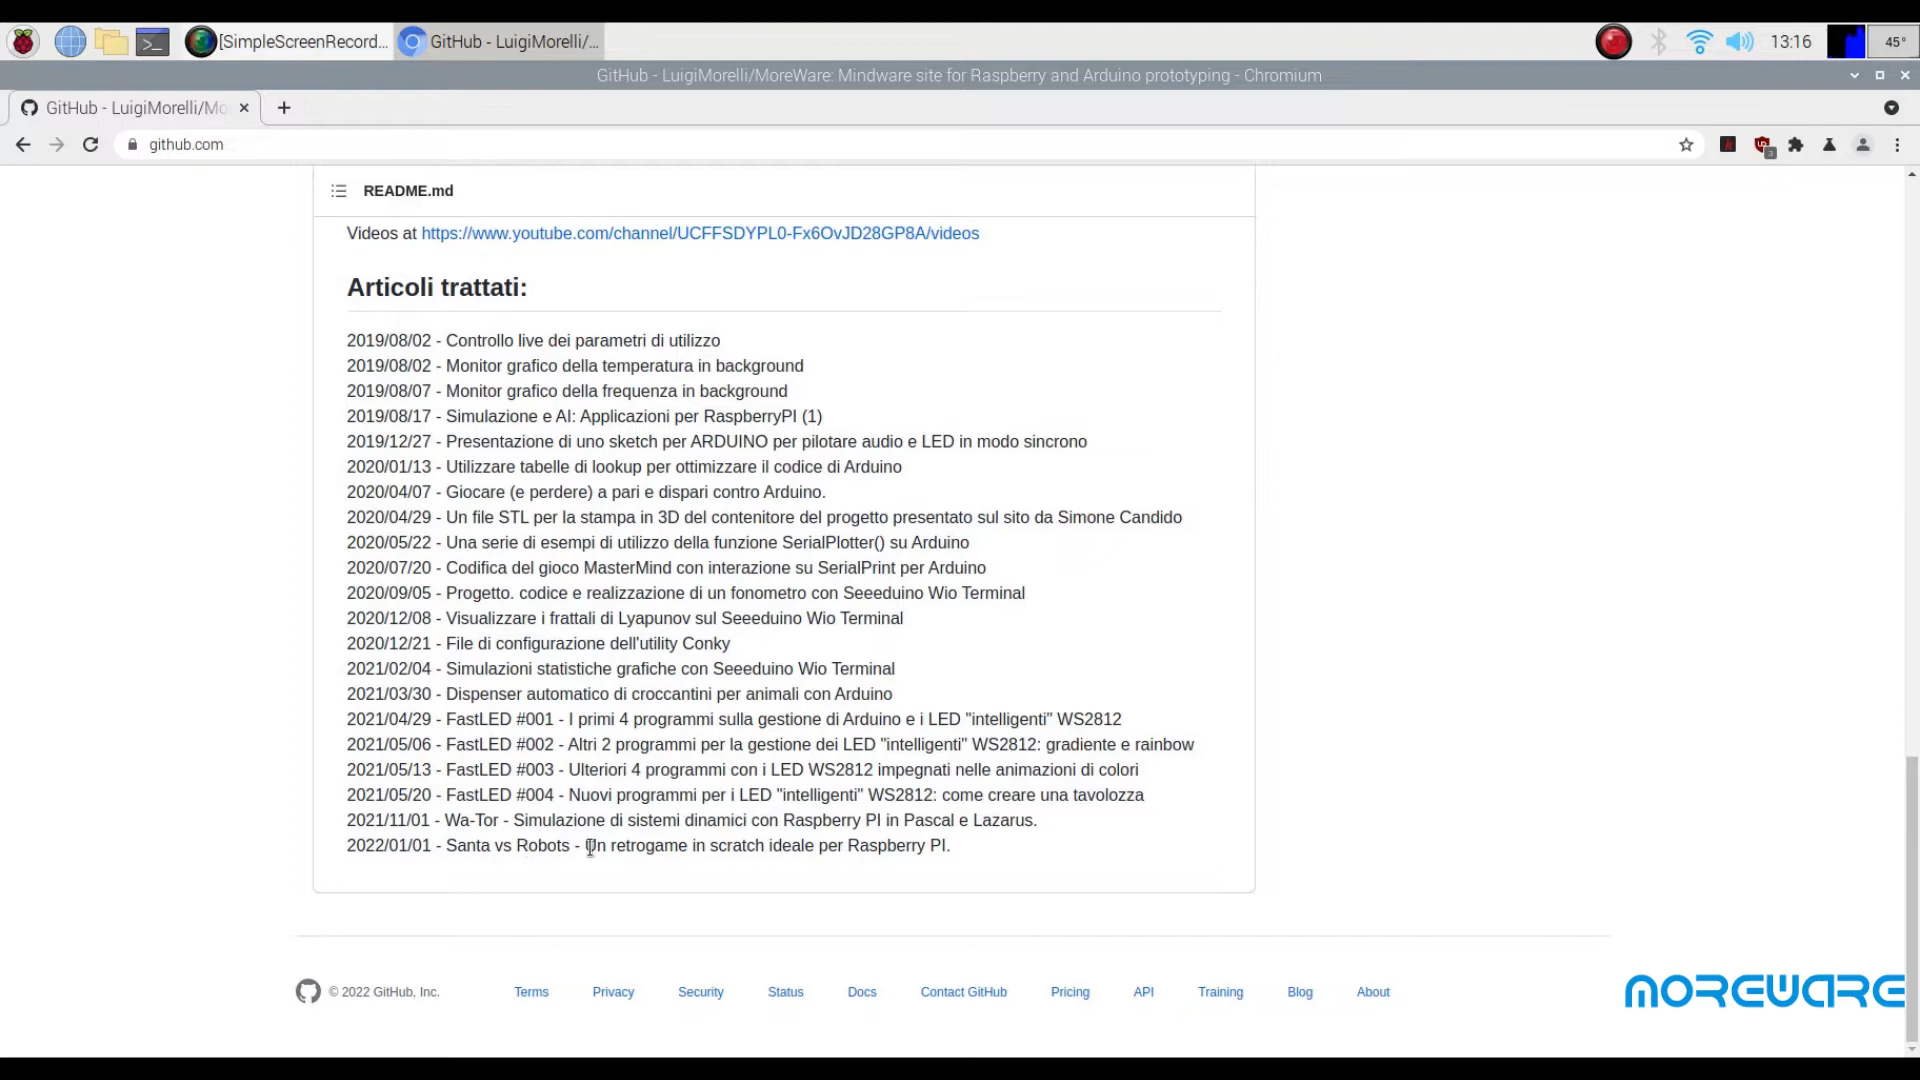 [SimpleScreenRecord...
GitHub - LuigiMorelli/...
13:16
45°
GitHub - LuigiMorelli/MoreWare: Mindware site for Raspberry and Arduino prototyping - Chromium
GitHub - LuigiMorelli/Mo
github.com
3
README.md
Videos at https://www.youtube.com/channel/UCFFSDYPL0-Fx6OvJD28GP8A/videos
Articoli trattati:
2019/08/02 - Controllo live dei parametri di utilizzo
2019/08/02 - Monitor grafico della temperatura in background
2019/08/07 - Monitor grafico della frequenza in background
2019/08/17 - Simulazione e AI: Applicazioni per RaspberryPI (1)
2019/12/27 - Presentazione di uno sketch per ARDUINO per pilotare audio e LED in modo sincrono
2020/01/13 - Utilizzare tabelle di lookup per ottimizzare il codice di Arduino
2020/04/07 - Giocare (e perdere) a pari e dispari contro Arduino.
2020/04/29 - Un file STL per la stampa in 3D del contenitore del progetto presentato sul sito da Simone Candido
2020/05/22 - Una serie di esempi di utilizzo della funzione SerialPlotter() su Arduino
2020/07/20 - Codifica del gioco MasterMind con interazione su SerialPrint per Arduino
2020/09/05 - Progetto. codice e realizzazione di un fonometro con Seeeduino Wio Terminal
2020/12/08 - Visualizzare i frattali di Lyapunov sul Seeeduino Wio Terminal
2020/12/21 - File di configurazione dell'utility Conky
2021/02/04 - Simulazioni statistiche grafiche con Seeeduino Wio Terminal
2021/03/30 - Dispenser automatico di croccantini per animali con Arduino
2021/04/29 - FastLED #001 - I primi 4 programmi sulla gestione di Arduino e i LED "intelligenti" WS2812
2021/05/06 - FastLED #002 - Altri 2 programmi per la gestione dei LED "intelligenti" WS2812: gradiente e rainbow
2021/05/13 - FastLED #003 - Ulteriori 4 programmi con i LED WS2812 impegnati nelle animazioni di colori
2021/05/20 - FastLED #004 - Nuovi programmi per i LED "intelligenti" WS2812: come creare una tavolozza
2021/11/01 - Wa-Tor - Simulazione di sistemi dinamici con Raspberry PI in Pascal e Lazarus.
2022/01/01 - Santa vs Robots - Un retrogame in scratch ideale per Raspberry PI.
© 2022 GitHub, Inc.
Terms
Privacy
Security
Status
Docs
Contact GitHub
Pricing
API
Training
Blog
About
MOREWARE